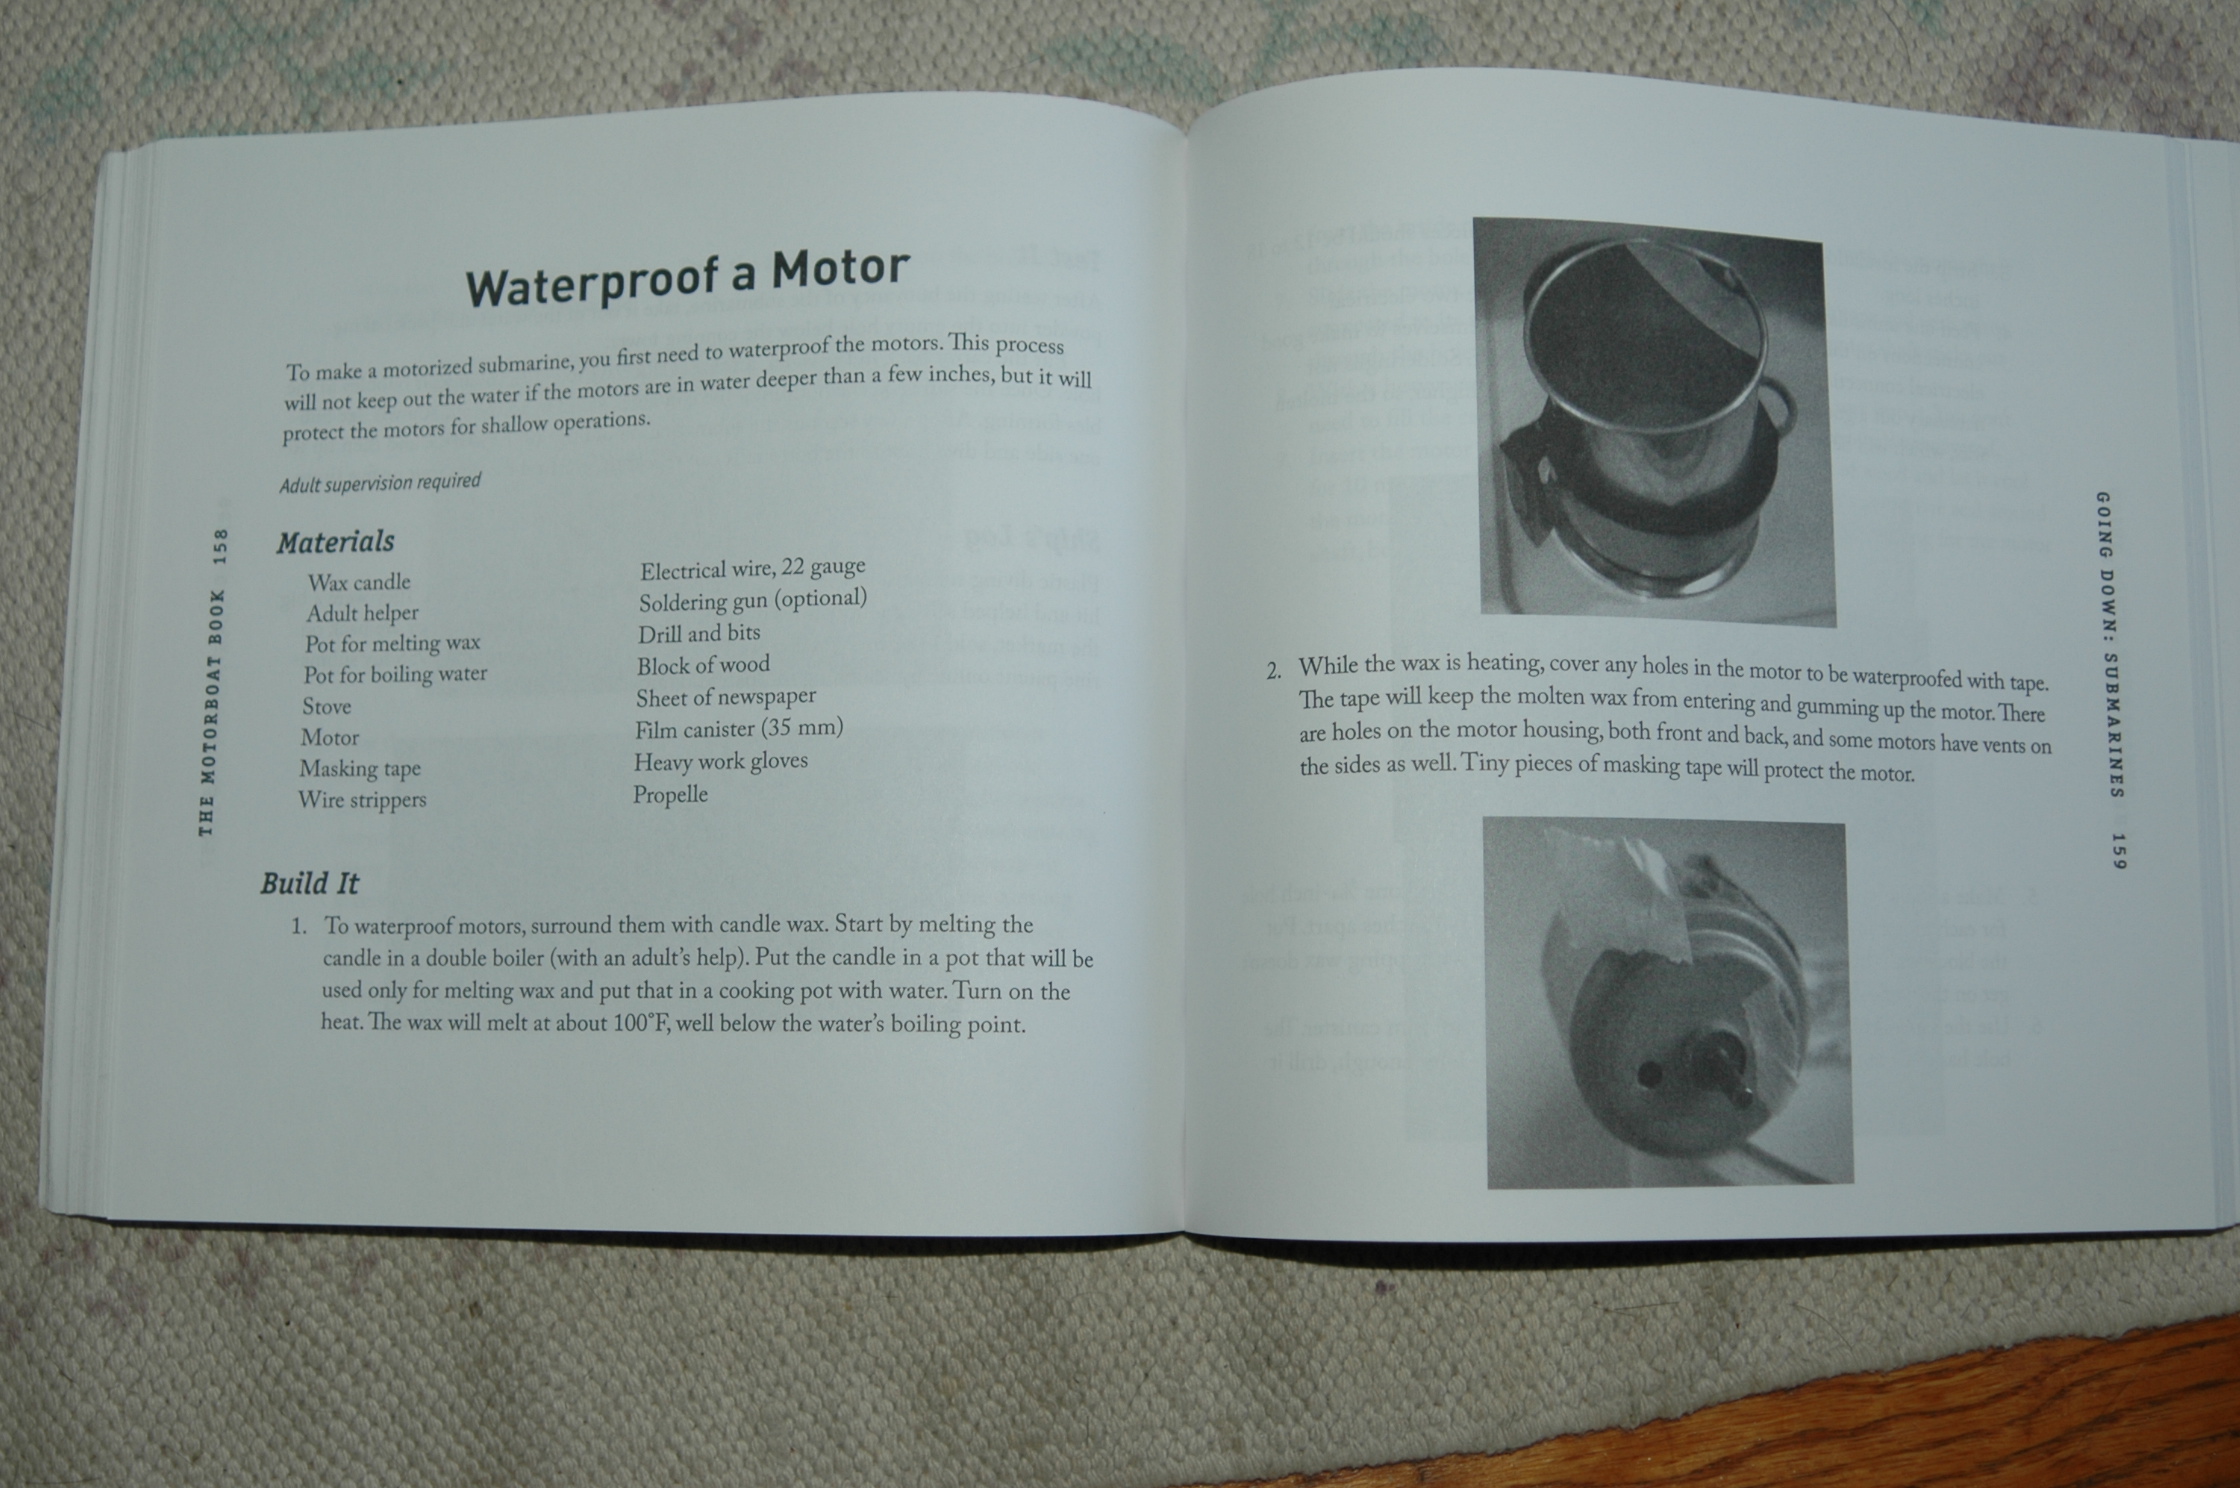 Waterproof a Motor
To make a motorized submarine, you first need to waterproof the motors. This process
will not keep out the water if the motors are in water deeper than a few inches, but it will
protect the motors for shallow operations.
Adult supervision required
Materials
Wax candle
Adult helper
Pot for melting wax
Pot for boiling water
Stove
Motor
Masking tape
Wire strippers
Electrical wire, 22 gauge
Soldering gun (optional)
Drill and bits
Block of wood
Sheet of newspaper
Film canister (35 mm)
Heavy work gloves
Propelle
Build It
1. To waterproof motors, surround them with candle wax. Start by melting the
candle in a double boiler (with an adult's help). Put the candle in a pot that will be
used only for melting wax and put that in a cooking pot with water. Turn on the
heat. The wax will melt at about 100°F, well below the water's boiling point.
THE MOTORBOAT BOOK 158
2. While the wax is heating, cover any holes in the motor to be waterproofed with tape.
The tape will keep the molten wax from entering and gumming up the motor. There
are holes on the motor housing, both front and back, and some motors have vents on
the sides as well. Tiny pieces of masking tape will protect the motor.
GOING DOWN: SUBMARINES 159